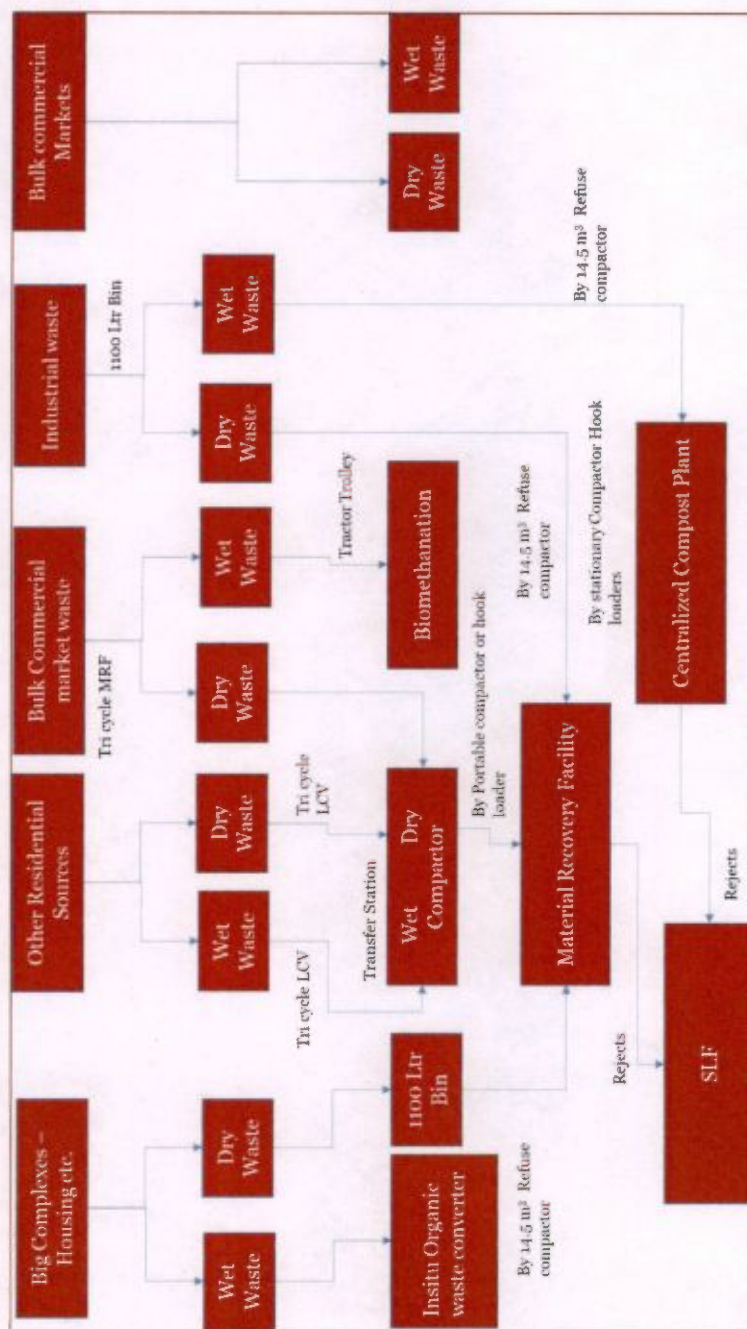 Big Complexes –
Housing etc.
Other Residential
Sources
Bulk Commercial
market waste
Industrial waste
Bulk commercial
Markets
Tri cycle MRF
1100 Ltr Bin
Wet
Waste
Dry
Waste
Wet
Waste
Dry
Waste
Dry
Waste
Wet
Waste
Dry
Waste
Wet
Waste
Dry
Waste
Wet
Waste
Tri cycle LCV
Tri cycle
LCV
Tractor Trolley
Transfer Station
Insitu Organic
waste converter
1100 Ltr
Bin
Wet Dry
Compactor
Biomethanation
By 14.5 m³ Refuse
compactor
By Portable compactor or hook
loader
By 14.5 m³ Refuse
compactor
By 14.5 m³ Refuse
compactor
Material Recovery Facility
By stationary Compactor Hook
loaders
Centralized Compost Plant
Rejects
Rejects
SLF